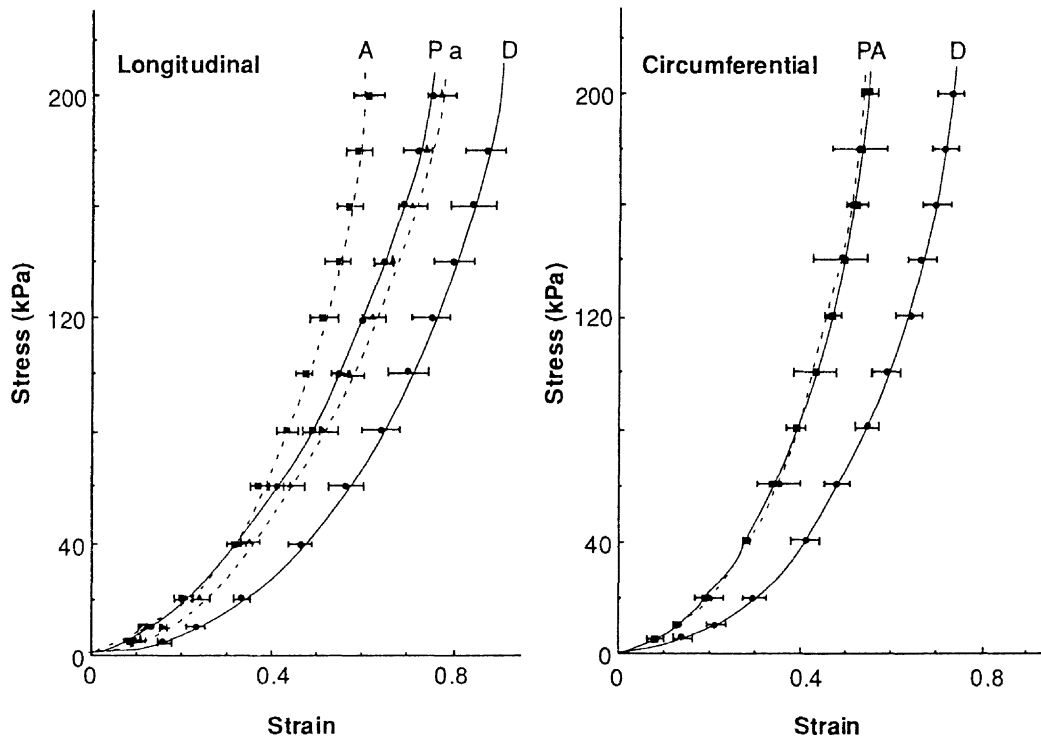 Longitudinal
A
P a
D
200
120
40
0
Stress (kPa)
0
0.4
0.8
Strain
Circumferential
PA
D
200
120
40
0
Stress (kPa)
0
0.4
0.8
Strain